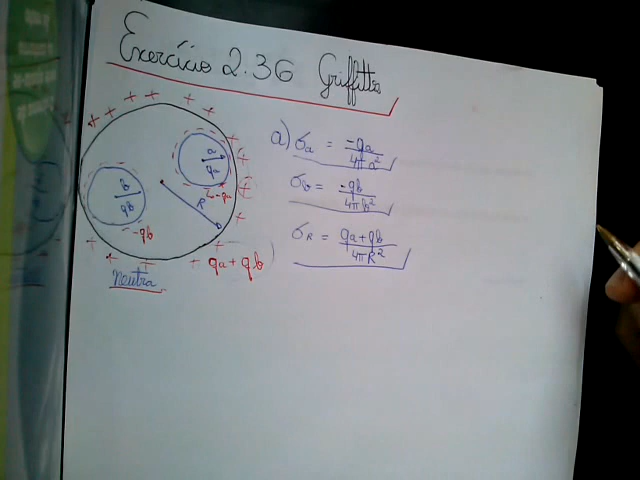 Exercício 2.36 Griffiths
a) σa = -qa / 4πa²
σb = -qb / 4πb²
σR = qa+qb / 4πR²
a
qa
-qa
b
qb
-qb
R
qa + qb
Neutra